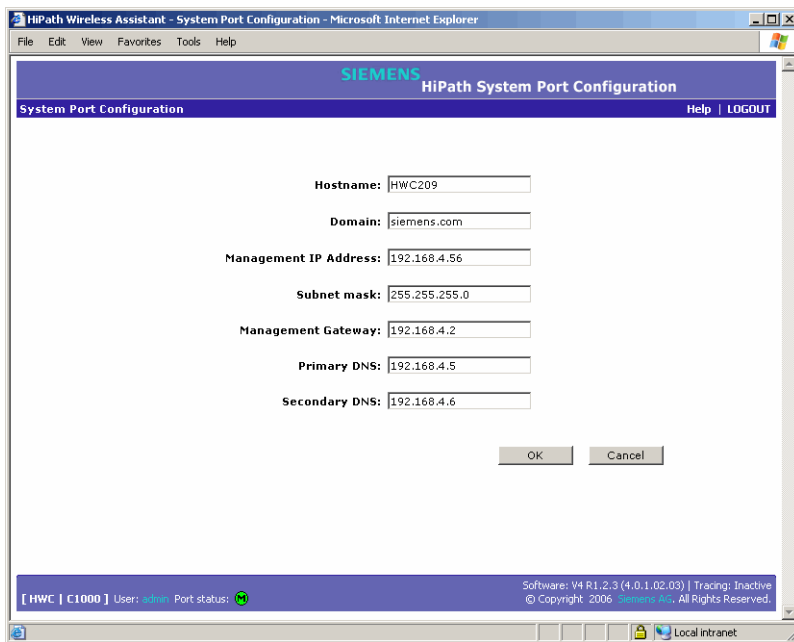 HiPath Wireless Assistant - System Port Configuration - Microsoft Internet Explorer
File Edit View Favorites Tools Help
SIEMENS
HiPath System Port Configuration
System Port Configuration Help | LOGOUT
Hostname: HWC209
Domain: siemens.com
Management IP Address: 192.168.4.56
Subnet mask: 255.255.255.0
Management Gateway: 192.168.4.2
Primary DNS: 192.168.4.5
Secondary DNS: 192.168.4.6
OK Cancel
Software: V4 R1.2.3 (4.0.1.02.03) | Tracing: Inactive
[ HWC | C1000 ] User: admin Port status: M
© Copyright 2006 Siemens AG. All Rights Reserved.
Local intranet